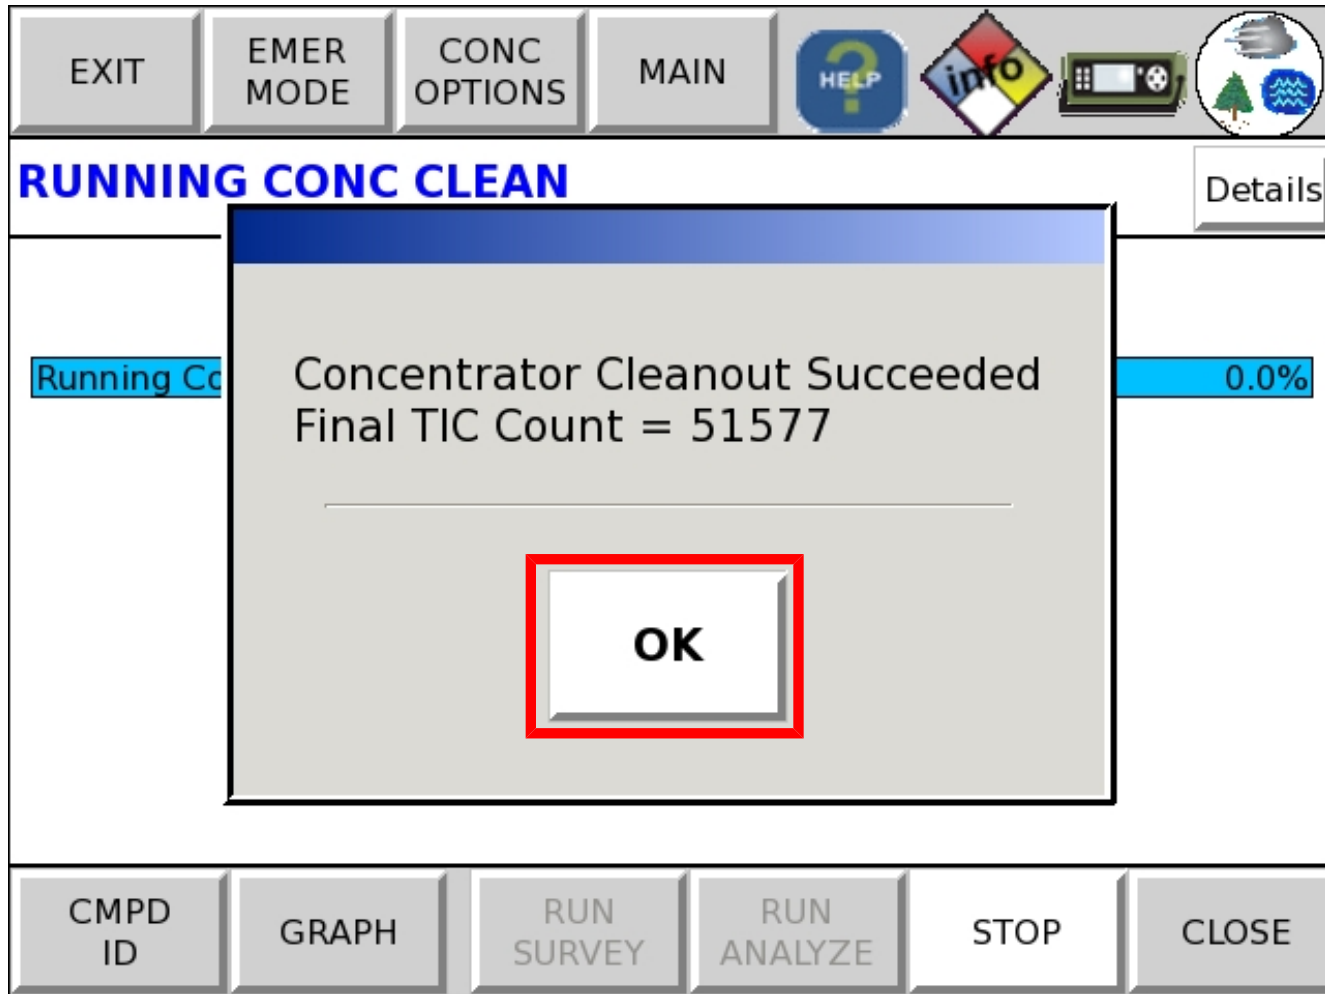 EXIT
EMER
MODE
CONC
OPTIONS
MAIN
HELP
info
RUNNING CONC CLEAN
Details
Running Co
0.0%
Concentrator Cleanout Succeeded
Final TIC Count = 51577
OK
CMPD
ID
GRAPH
RUN
SURVEY
RUN
ANALYZE
STOP
CLOSE